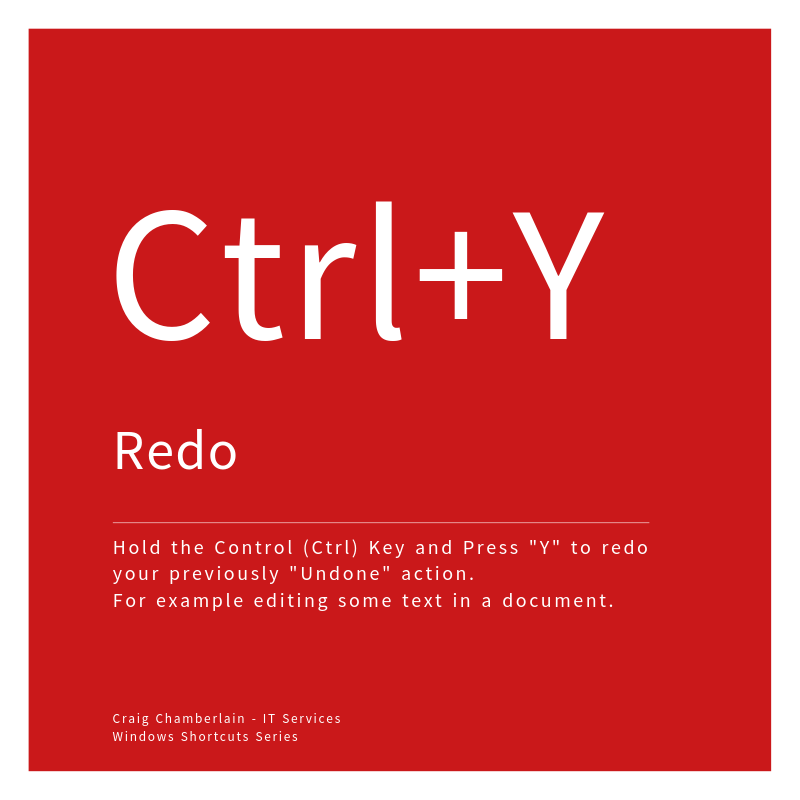 Ctrl+Y
Redo
Hold the Control (Ctrl) Key and Press "Y" to redo
your previously "Undone" action.
For example editing some text in a document.
Craig Chamberlain - IT Services
Windows Shortcuts Series